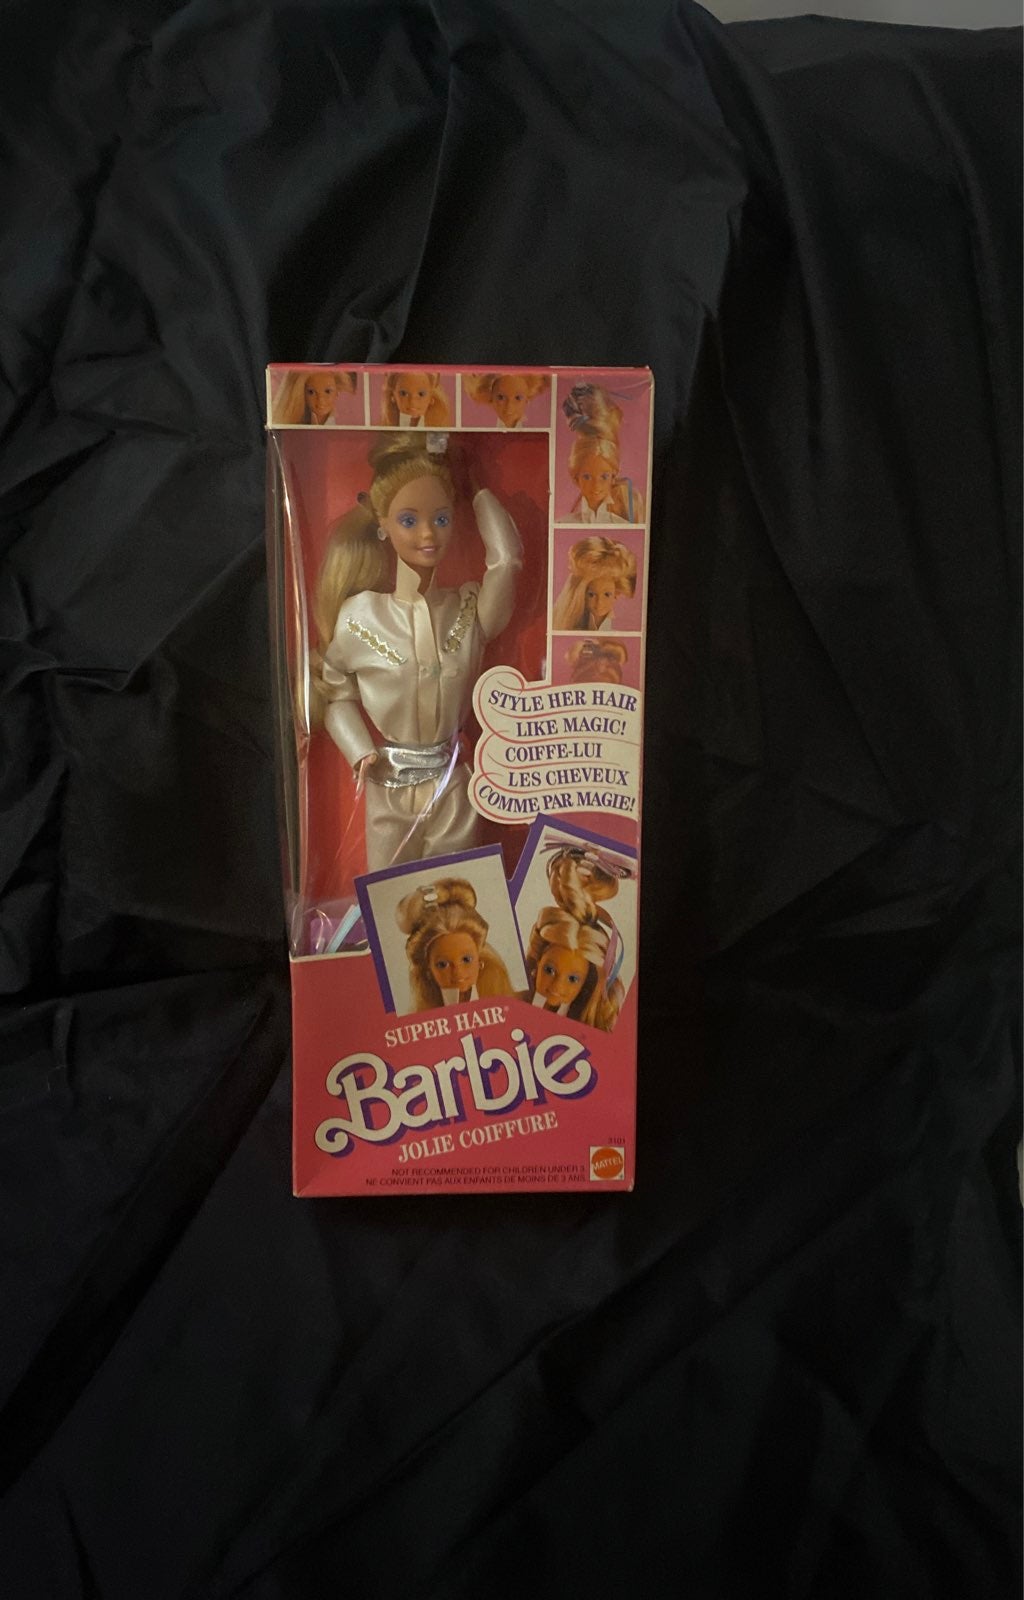 STYLE HER HAIR
LIKE MAGIC!
COIFFE-LUI
LES CHEVEUX
COMME PAR MAGIE!
SUPER HAIR®
Barbie
JOLIE COIFFURE
3101
NOT RECOMMENDED FOR CHILDREN UNDER 3.
NE CONVIENT PAS AUX ENFANTS DE MOINS DE 3 ANS.
MATTEL